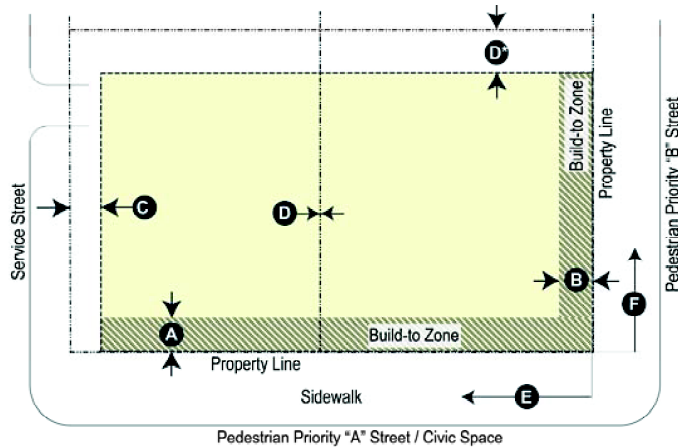 D*
Build-to Zone
Property Line
Pedestrian Priority "B" Street
Service Street
C
D
B
F
A
Build-to Zone
Property Line
Sidewalk
E
Pedestrian Priority "A" Street / Civic Space